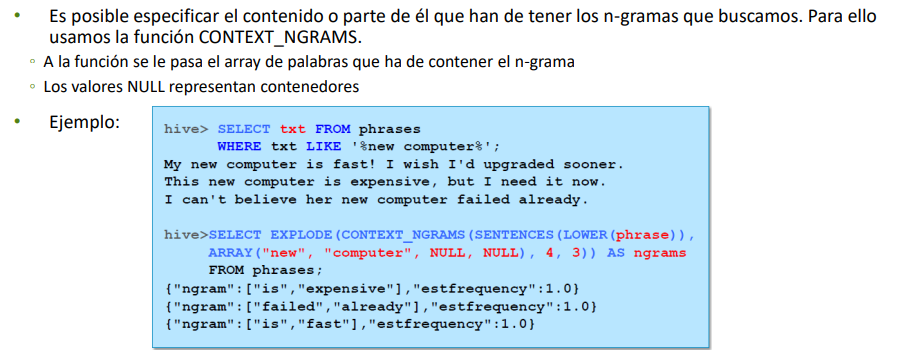 • Es posible especificar el contenido o parte de él que han de tener los n-gramas que buscamos. Para ello
usamos la función CONTEXT_NGRAMS.
◦ A la función se le pasa el array de palabras que ha de contener el n-grama
◦ Los valores NULL representan contenedores
• Ejemplo:
hive> SELECT txt FROM phrases
WHERE txt LIKE '%new computer%';
My new computer is fast! I wish I'd upgraded sooner.
This new computer is expensive, but I need it now.
I can't believe her new computer failed already.
hive>SELECT EXPLODE(CONTEXT_NGRAMS(SENTENCES(LOWER(phrase)),
ARRAY("new", "computer", NULL, NULL), 4, 3)) AS ngrams
FROM phrases;
{"ngram":["is","expensive"],"estfrequency":1.0}
{"ngram":["failed","already"],"estfrequency":1.0}
{"ngram":["is","fast"],"estfrequency":1.0}